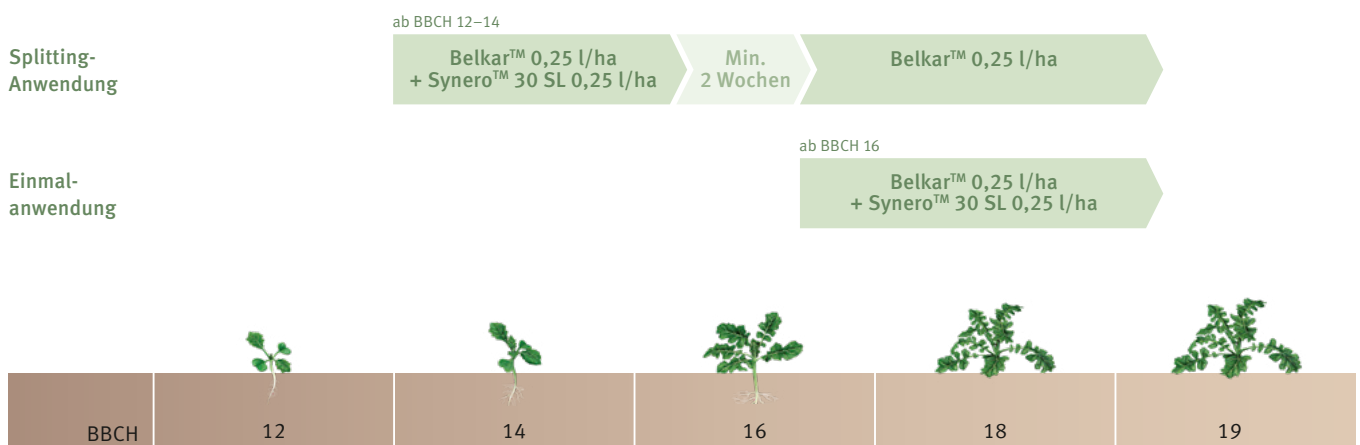 ab BBCH 12–14
Splitting-
Anwendung
Belkar™ 0,25 l/ha
+ Synero™ 30 SL 0,25 l/ha
Min.
2 Wochen
Belkar™ 0,25 l/ha
ab BBCH 16
Einmal-
anwendung
Belkar™ 0,25 l/ha
+ Synero™ 30 SL 0,25 l/ha
BBCH 12 14 16 18 19